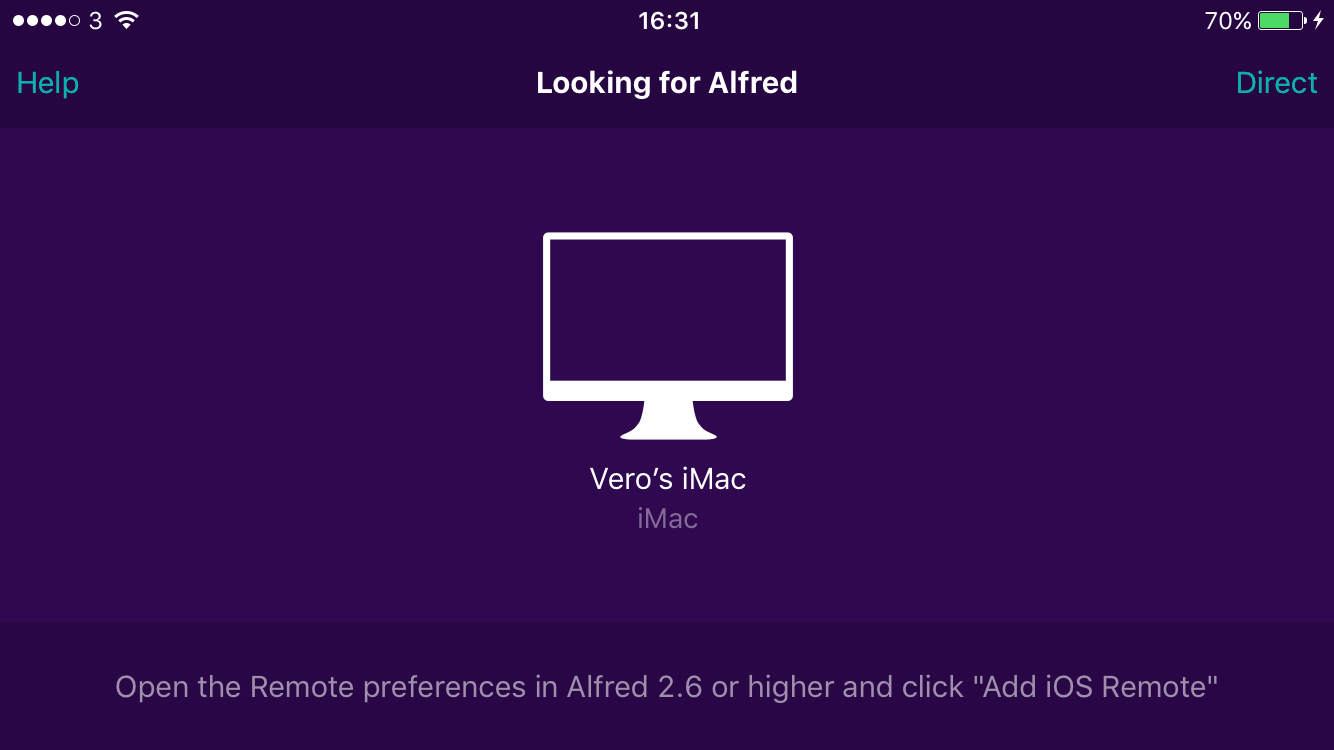 3 16:31 70%
Help Looking for Alfred Direct
Vero’s iMac
iMac
Open the Remote preferences in Alfred 2.6 or higher and click "Add iOS Remote"